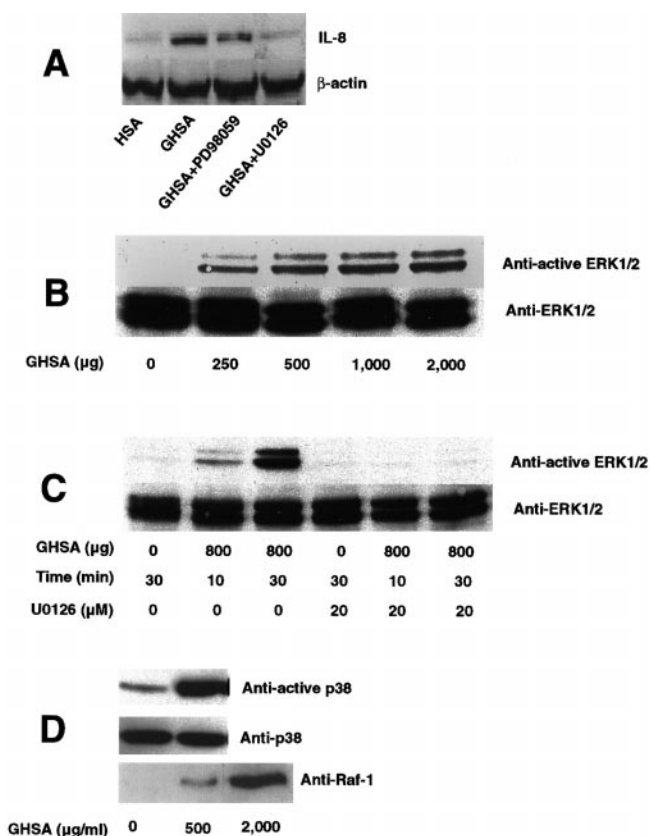 A
IL-8
β-actin
HSA
GHSA
GHSA+PD98059
GHSA+U0126
B
Anti-active ERK1/2
Anti-ERK1/2
GHSA (µg) 0 250 500 1,000 2,000
C
Anti-active ERK1/2
Anti-ERK1/2
GHSA (µg) 0 800 800 0 800 800
Time (min) 30 10 30 30 10 30
U0126 (µM) 0 0 0 20 20 20
D
Anti-active p38
Anti-p38
Anti-Raf-1
GHSA (µg/ml) 0 500 2,000